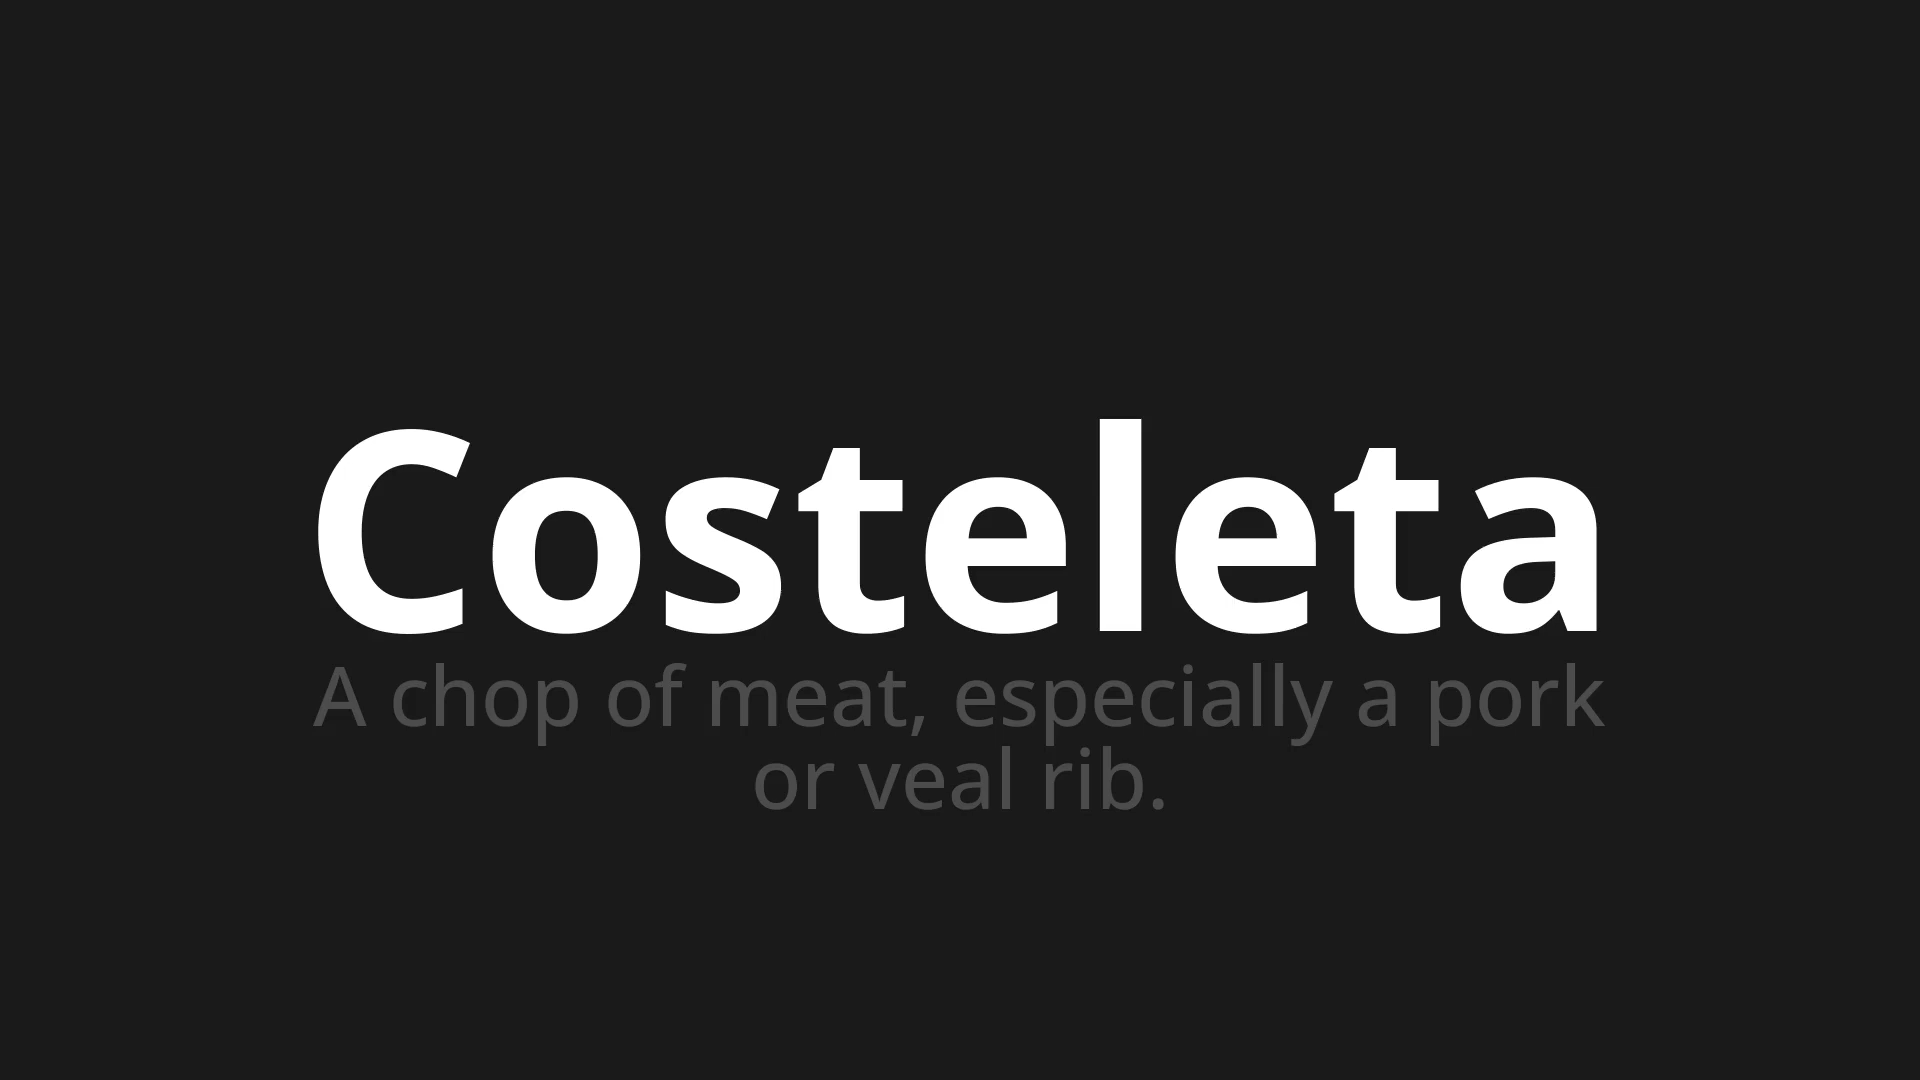 Costeleta
A chop of meat, especially a pork
or veal rib.